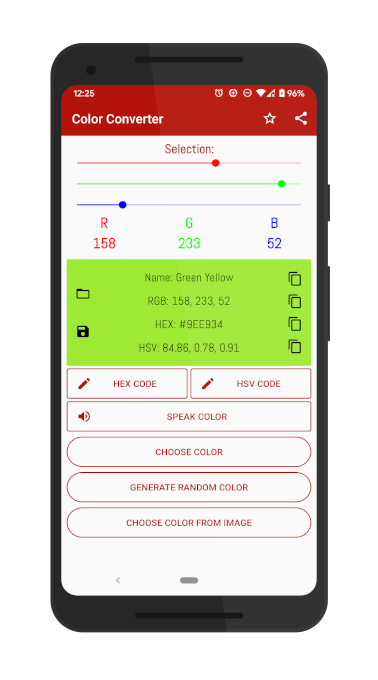 12:25 96%
Color Converter
Selection:
R G B
158 233 52
Name: Green Yellow
RGB: 158, 233, 52
HEX: #9EE934
HSV: 84.86, 0.78, 0.91
HEX CODE HSV CODE
SPEAK COLOR
CHOOSE COLOR
GENERATE RANDOM COLOR
CHOOSE COLOR FROM IMAGE